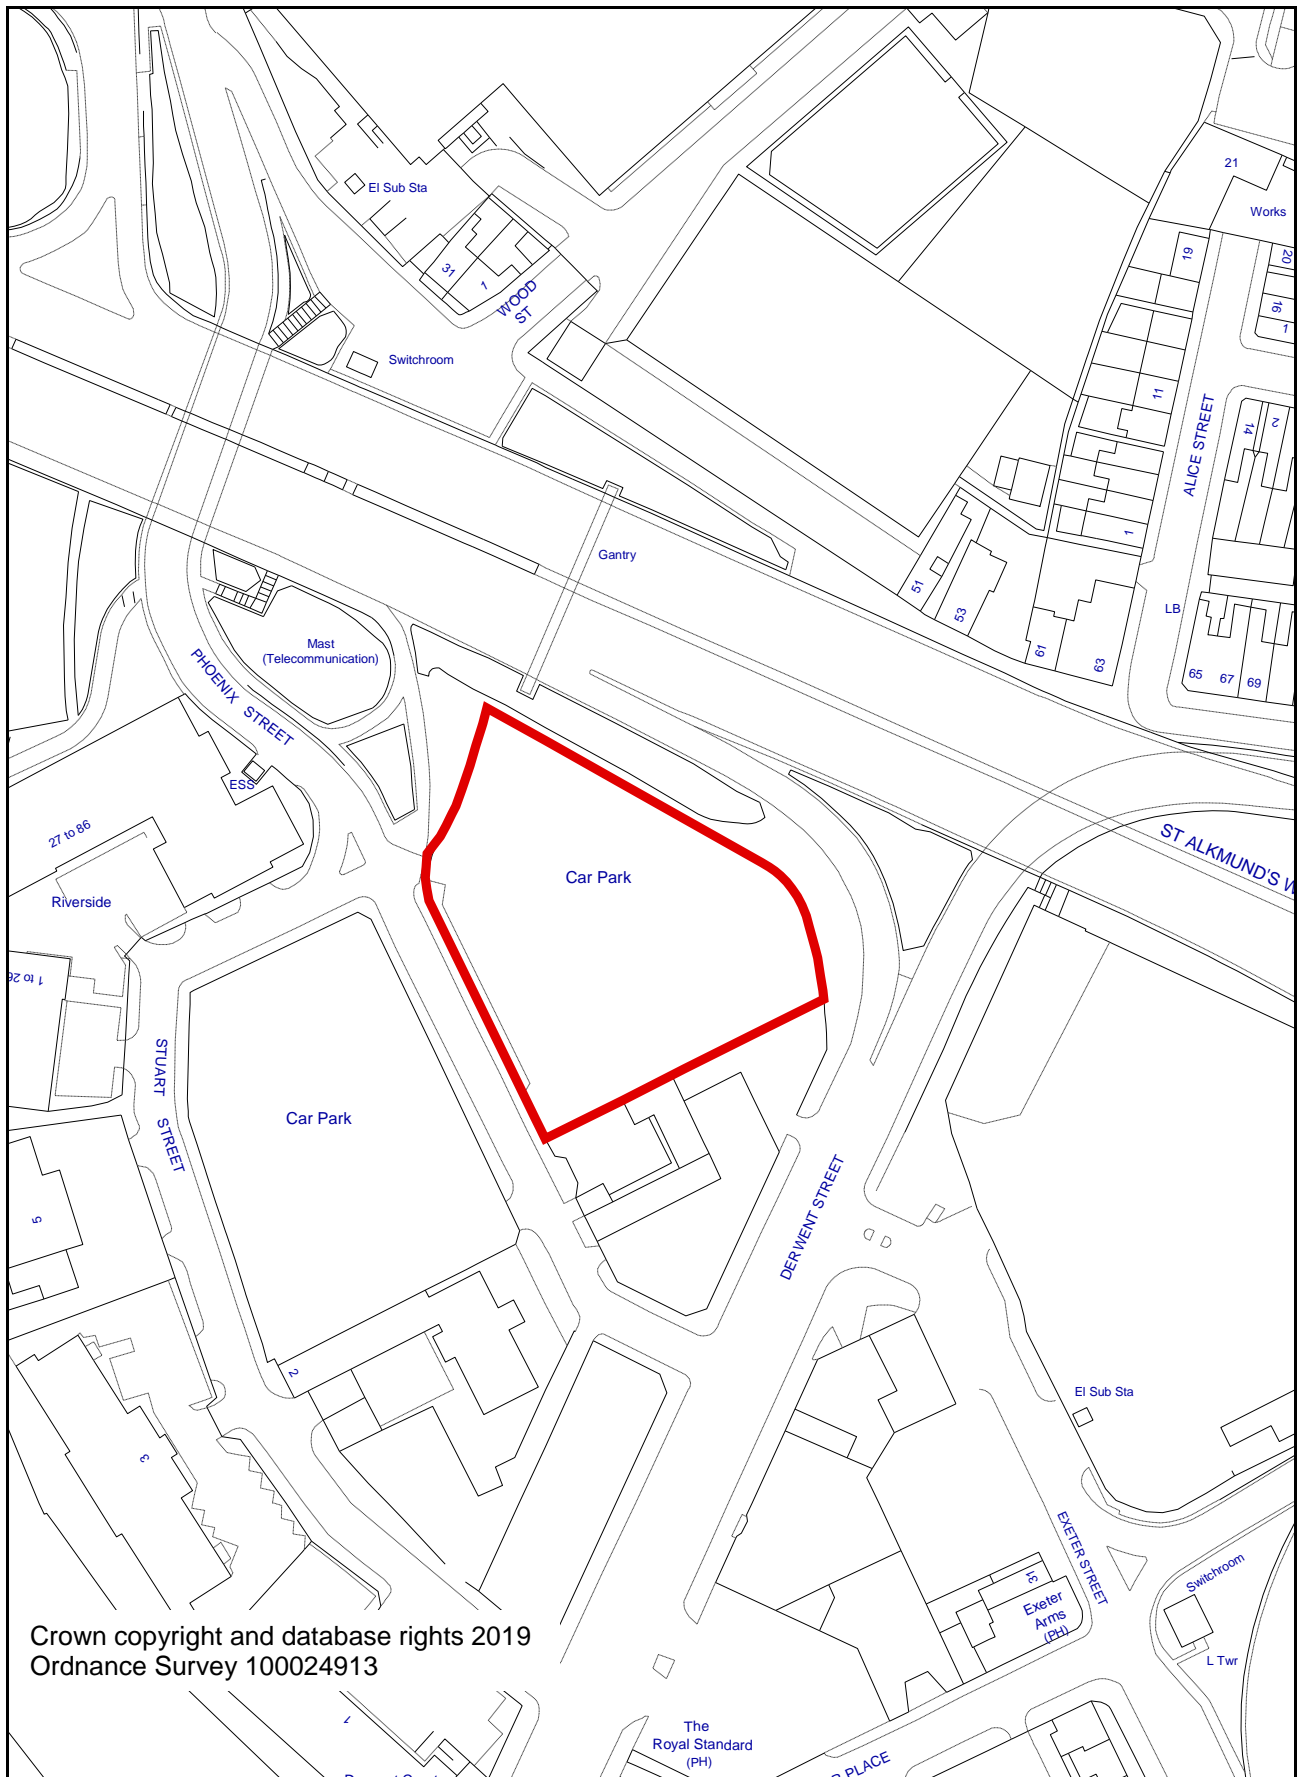 21
Works
El Sub Sta
31
1
WOOD
ST
19
20
16
1
Switchroom
11
ALICE STREET
14
2
Gantry
1
51
53
LB
61
63
65
67
69
Mast
(Telecommunication)
PHOENIX STREET
ESS
27 to 86
Riverside
Car Park
ST ALKMUND'S
1 to 26
STUART STREET
Car Park
5
DERWENT STREET
2
El Sub Sta
3
EXETER STREET
Switchroom
31
Exeter
Arms
(PH)
L Twr
Crown copyright and database rights 2019
Ordnance Survey 100024913
1
The
Royal Standard
(PH)
PLACE